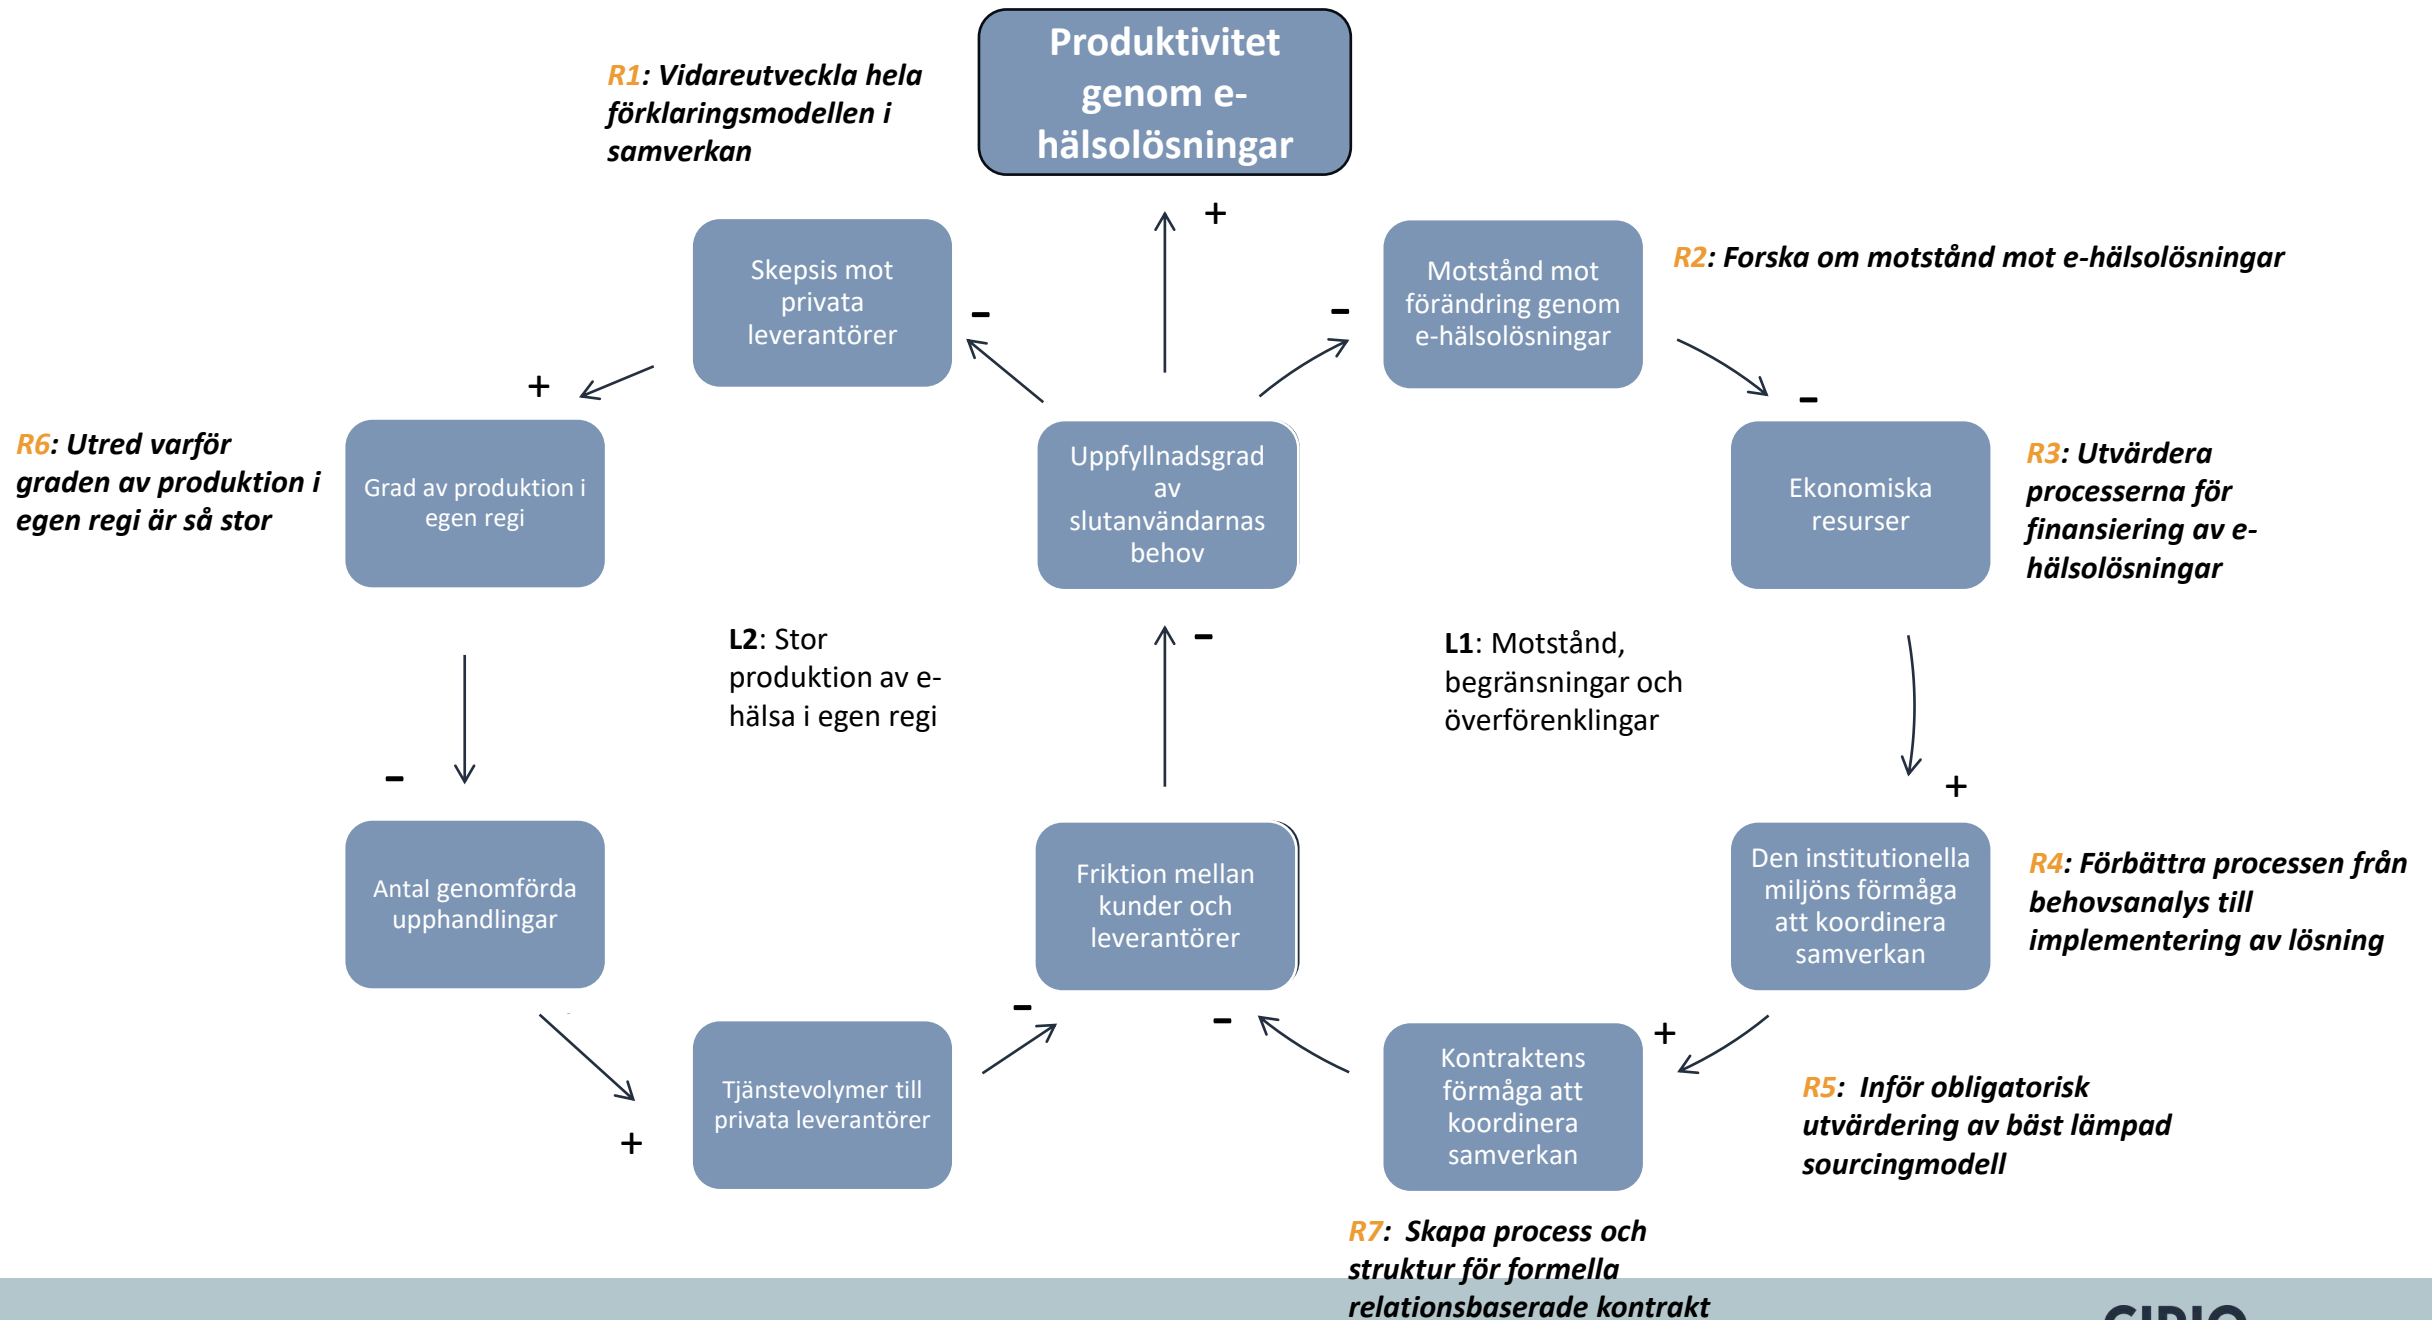 Produktivitet
genom e-
hälsolösningar
R1: Vidareutveckla hela
förklaringsmodellen i
samverkan
+
Skepsis mot
privata
leverantörer
-
-
Motstånd mot
förändring genom
e-hälsolösningar
R2: Forska om motstånd mot e-hälsolösningar
+
-
R6: Utred varför
graden av produktion i
egen regi är så stor
Grad av produktion i
egen regi
Uppfyllnadsgrad
av
slutanvändarnas
behov
Ekonomiska
resurser
R3: Utvärdera
processerna för
finansiering av e-
hälsolösningar
L2: Stor
produktion av e-
hälsa i egen regi
-
L1: Motstånd,
begränsningar och
överförenklingar
-
+
Antal genomförda
upphandlingar
Friktion mellan
kunder och
leverantörer
Den institutionella
miljöns förmåga
att koordinera
samverkan
R4: Förbättra processen från
behovsanalys till
implementering av lösning
-
-
+
+
Tjänstevolymer till
privata leverantörer
Kontraktens
förmåga att
koordinera
samverkan
R5: Inför obligatorisk
utvärdering av bäst lämpad
sourcingmodell
R7: Skapa process och
struktur för formella
relationsbaserade kontrakt